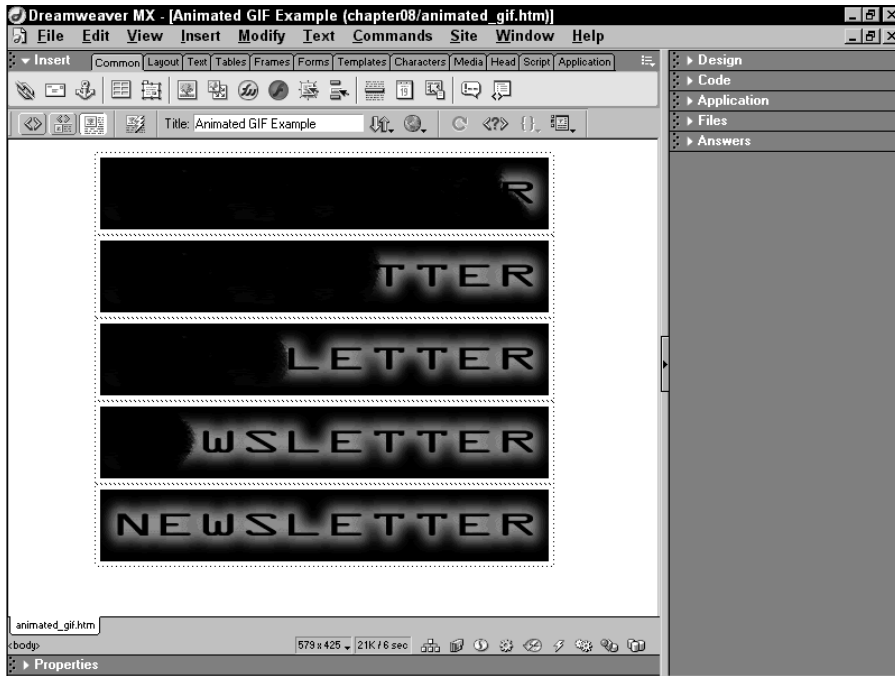 Dreamweaver MX - [Animated GIF Example (chapter08/animated_gif.htm)]
File Edit View Insert Modify Text Commands Site Window Help
Insert Common Layout Text Tables Frames Forms Templates Characters Media Head Script Application
Design
Code
Application
Files
Answers
19
Title: Animated GIF Example
<?> {}
R
TTER
LETTER
WSLETTER
NEWSLETTER
animated_gif.htm
<body> 579 x 425 21K / 6 sec
Properties